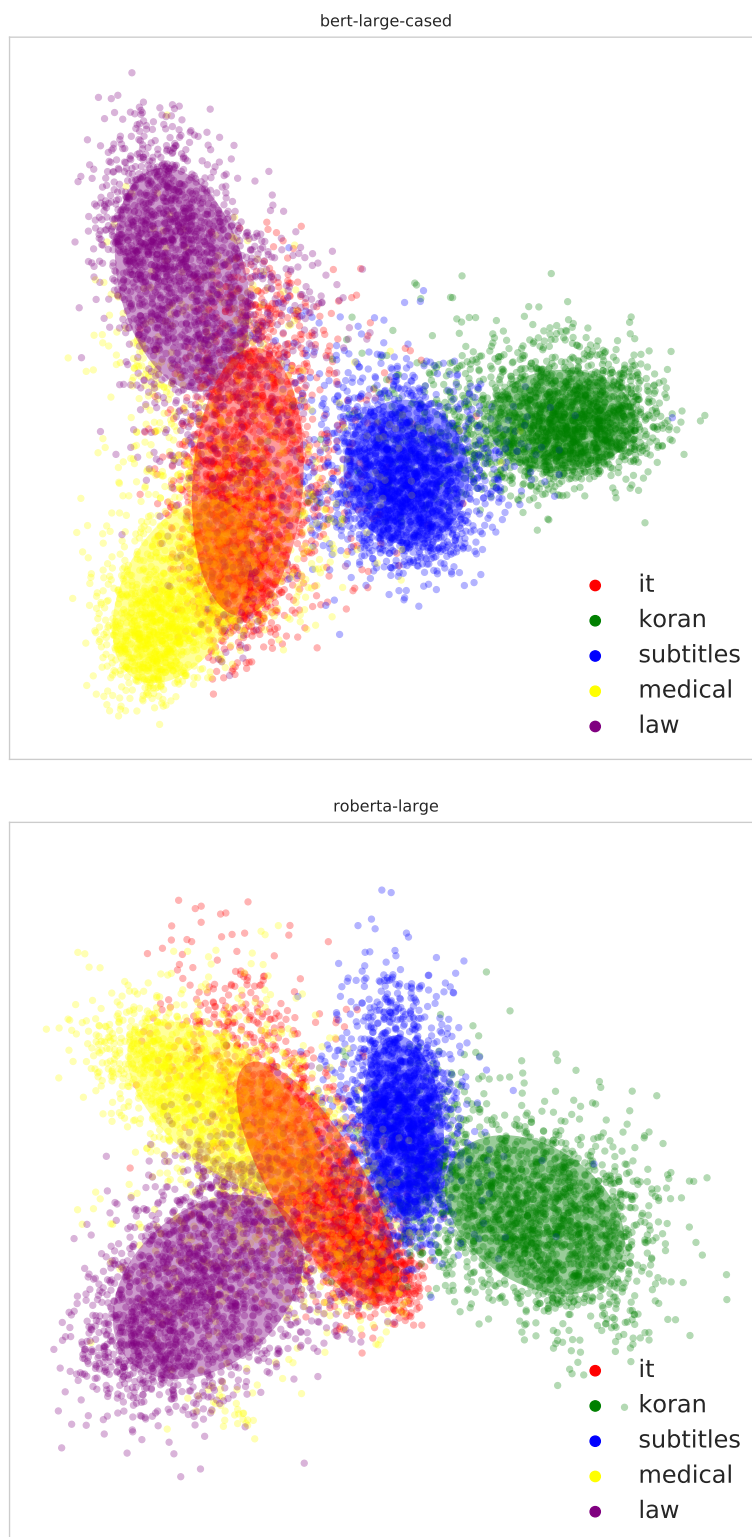 bert-large-cased
it
koran
subtitles
medical
law
roberta-large
it
koran
subtitles
medical
law